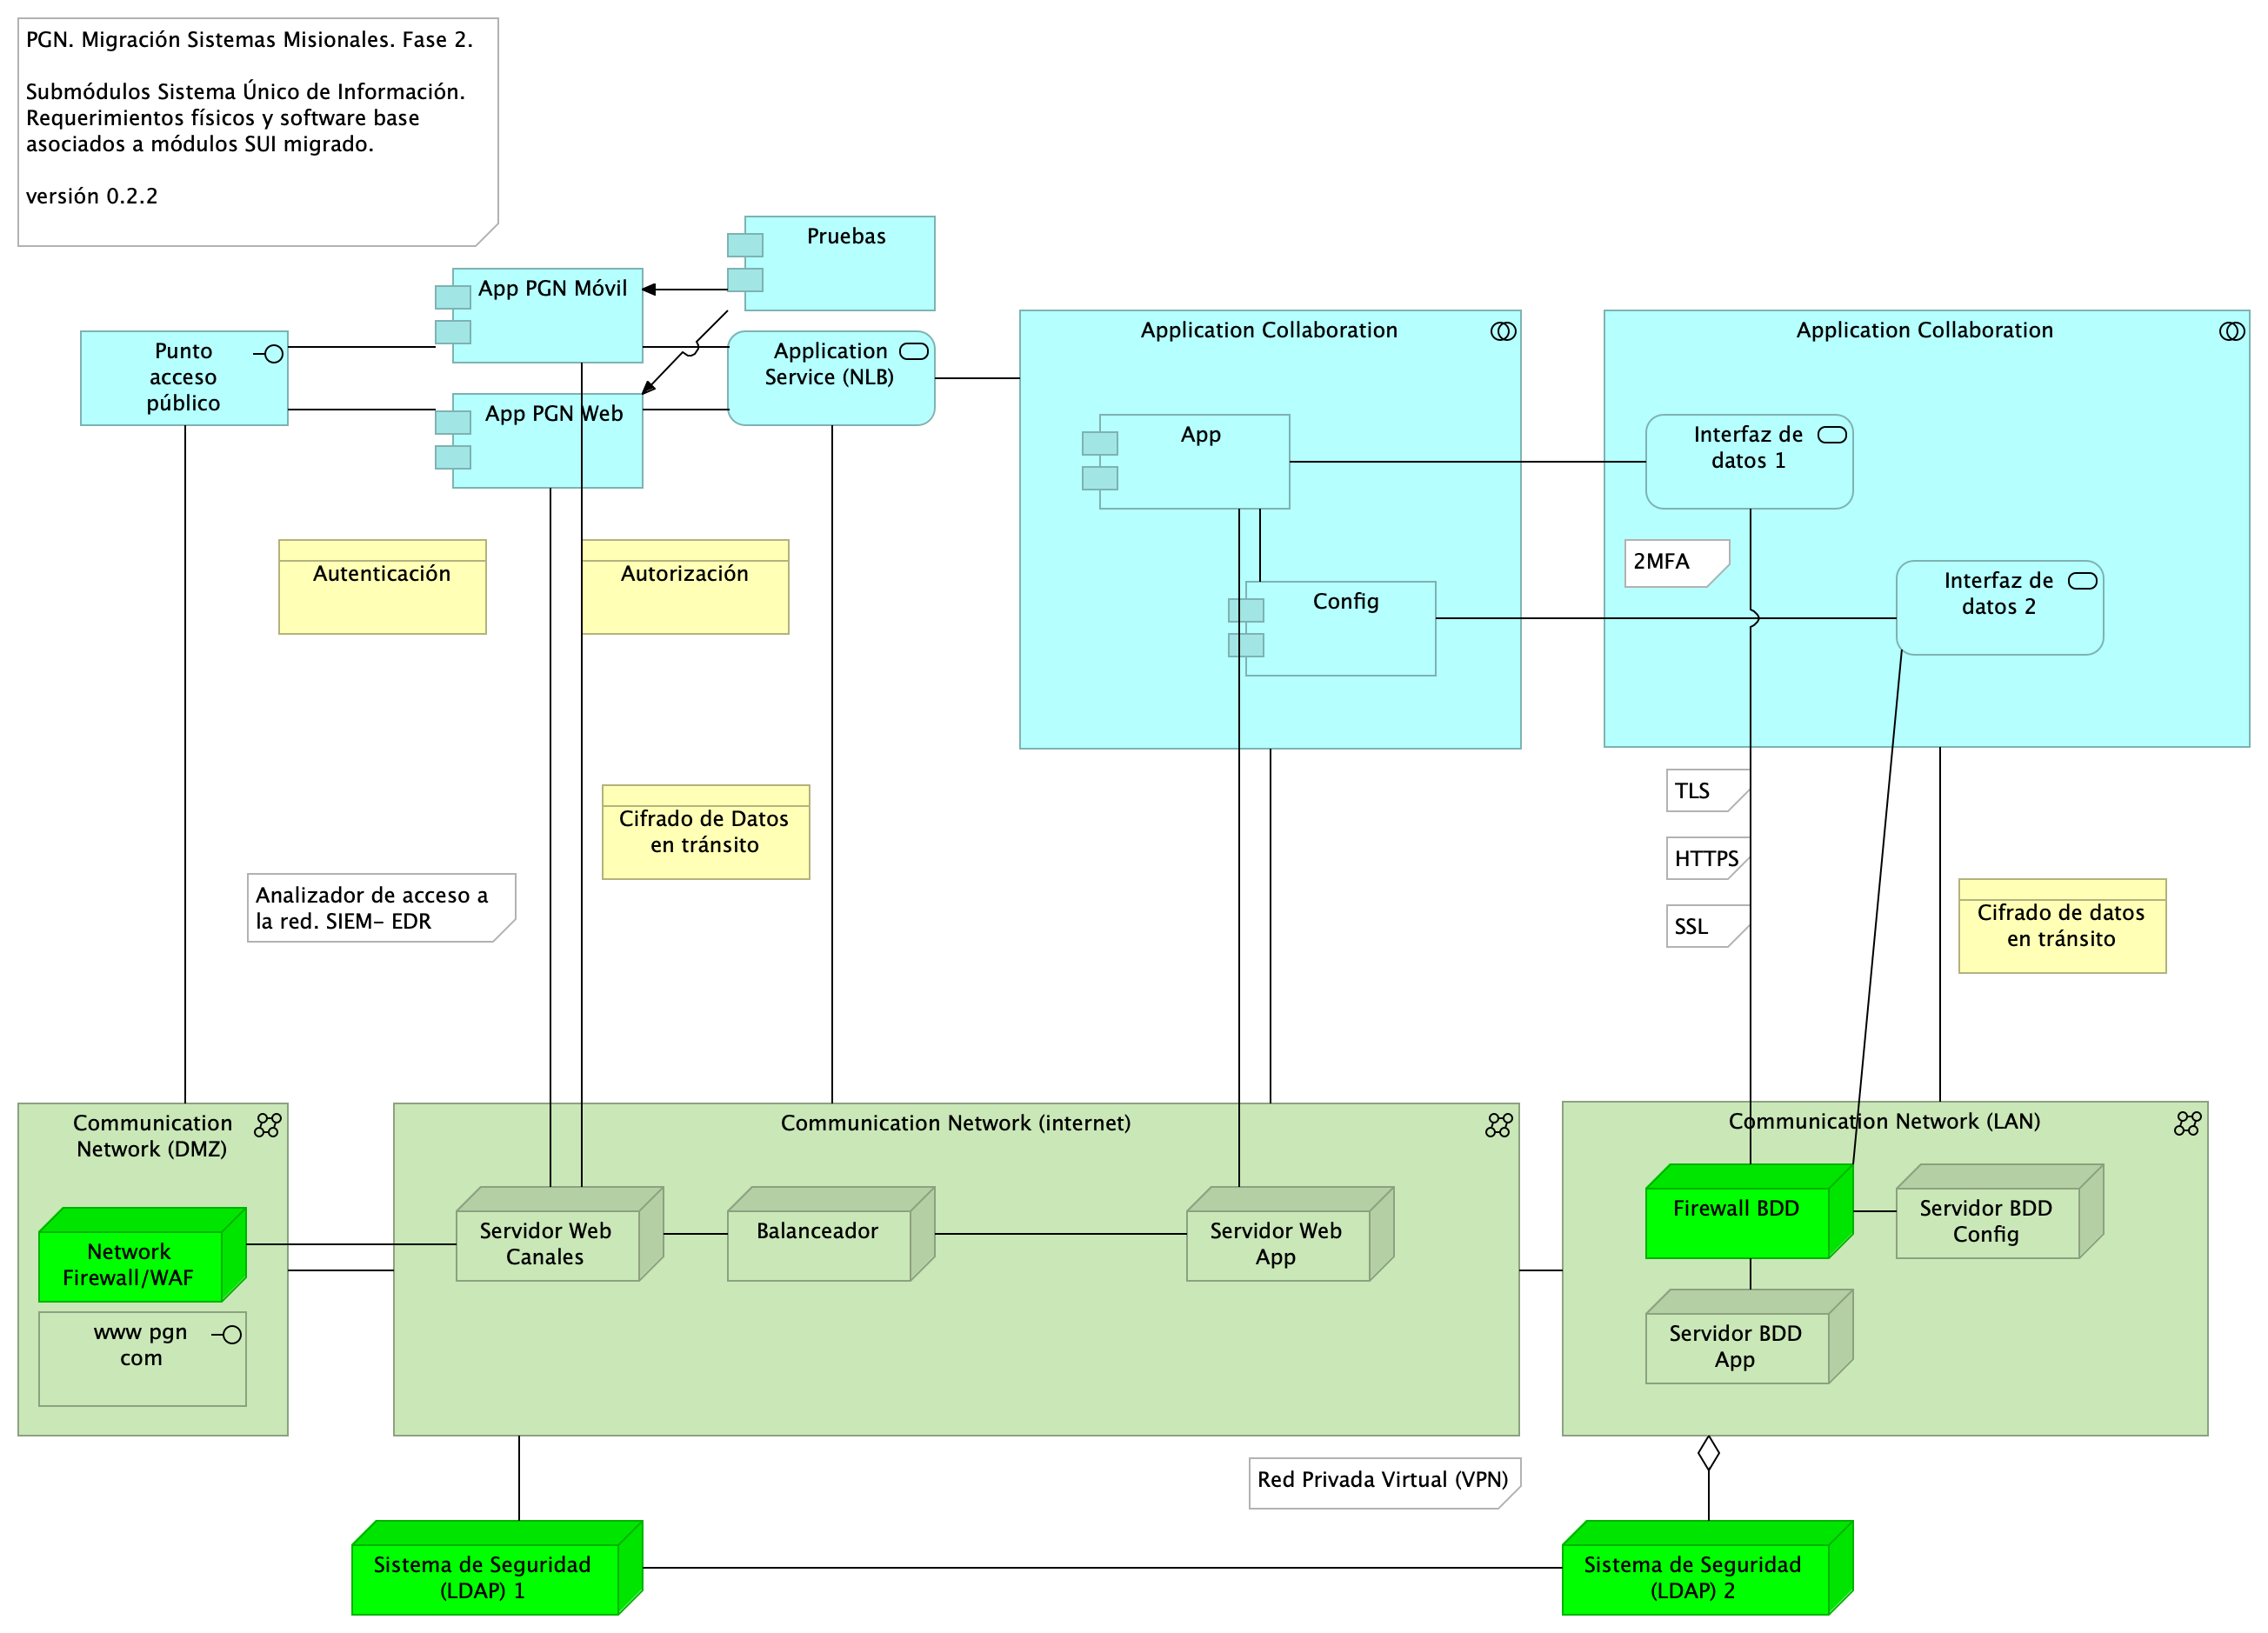 PGN. Migración Sistemas Misionales. Fase 2.
Submódulos Sistema Único de Información.
Requerimientos físicos y software base
asociados a módulos SUI migrado.
versión 0.2.2
Pruebas
App PGN Móvil
Punto
acceso
público
Application
Service (NLB)
App PGN Web
Application Collaboration
App
Config
Application Collaboration
Interfaz de
datos 1
2MFA
Interfaz de
datos 2
Autenticación
Autorización
Cifrado de Datos
en tránsito
Analizador de acceso a
la red. SIEM- EDR
TLS
HTTPS
SSL
Cifrado de datos
en tránsito
Communication
Network (DMZ)
Network
Firewall/WAF
www pgn
com
Communication Network (internet)
Servidor Web
Canales
Balanceador
Servidor Web
App
Communication Network (LAN)
Firewall BDD
Servidor BDD
Config
Servidor BDD
App
Red Privada Virtual (VPN)
Sistema de Seguridad
(LDAP) 1
Sistema de Seguridad
(LDAP) 2